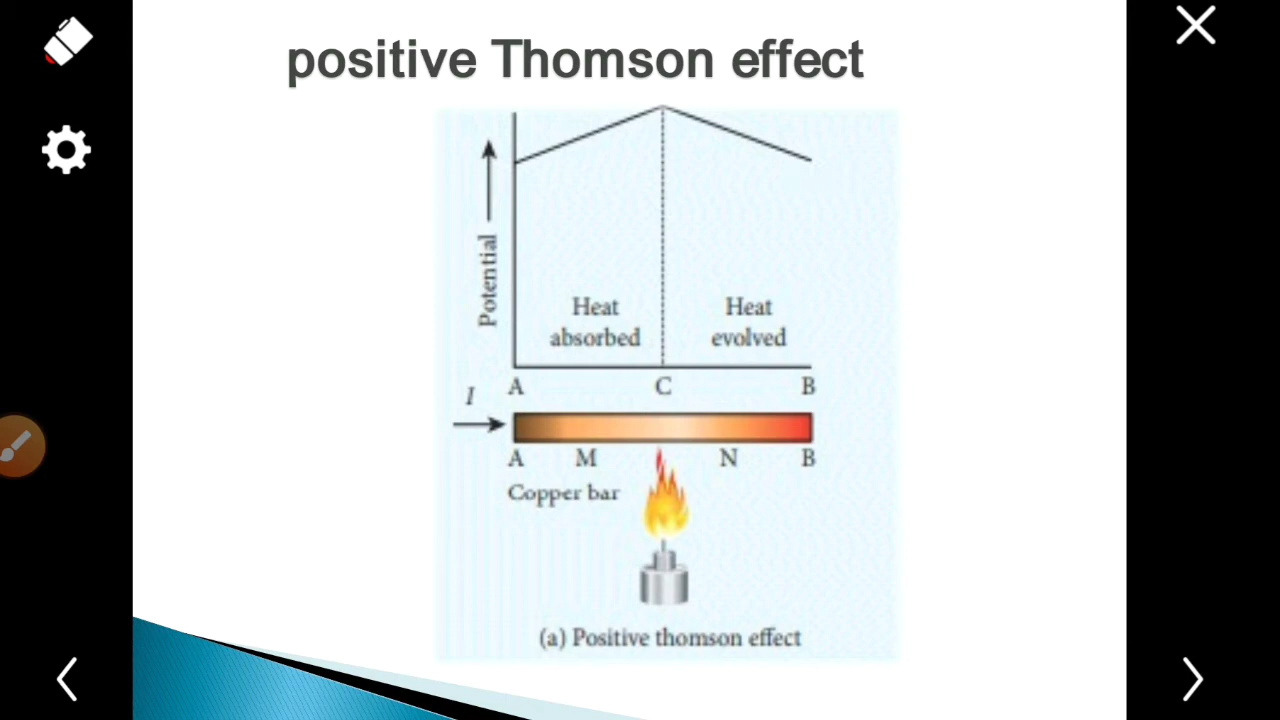 positive Thomson effect
Potential
Heat
absorbed
Heat
evolved
A C B
I
A M N B
Copper bar
(a) Positive thomson effect